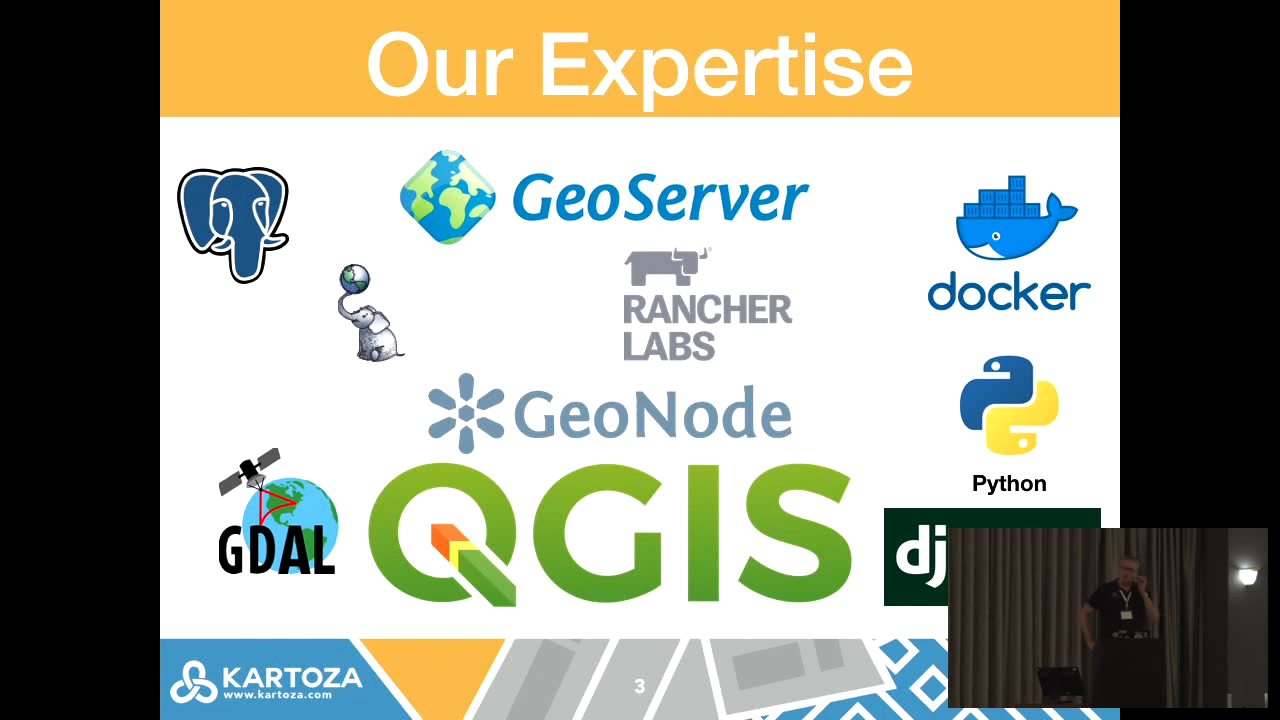 Our Expertise
GeoServer
RANCHER
LABS
docker
GeoNode
Python
GDAL
QGIS
dj
KARTOZA
www.kartoza.com
3